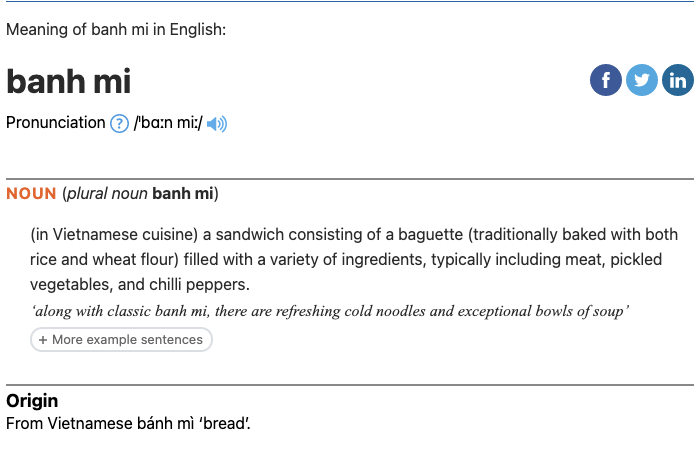 Meaning of banh mi in English:
banh mi
f in
Pronunciation ? /ˈbɑːn miː/
NOUN (plural noun banh mi)
(in Vietnamese cuisine) a sandwich consisting of a baguette (traditionally baked with both
rice and wheat flour) filled with a variety of ingredients, typically including meat, pickled
vegetables, and chilli peppers.
‘along with classic banh mi, there are refreshing cold noodles and exceptional bowls of soup’
+ More example sentences
Origin
From Vietnamese bánh mì ‘bread’.